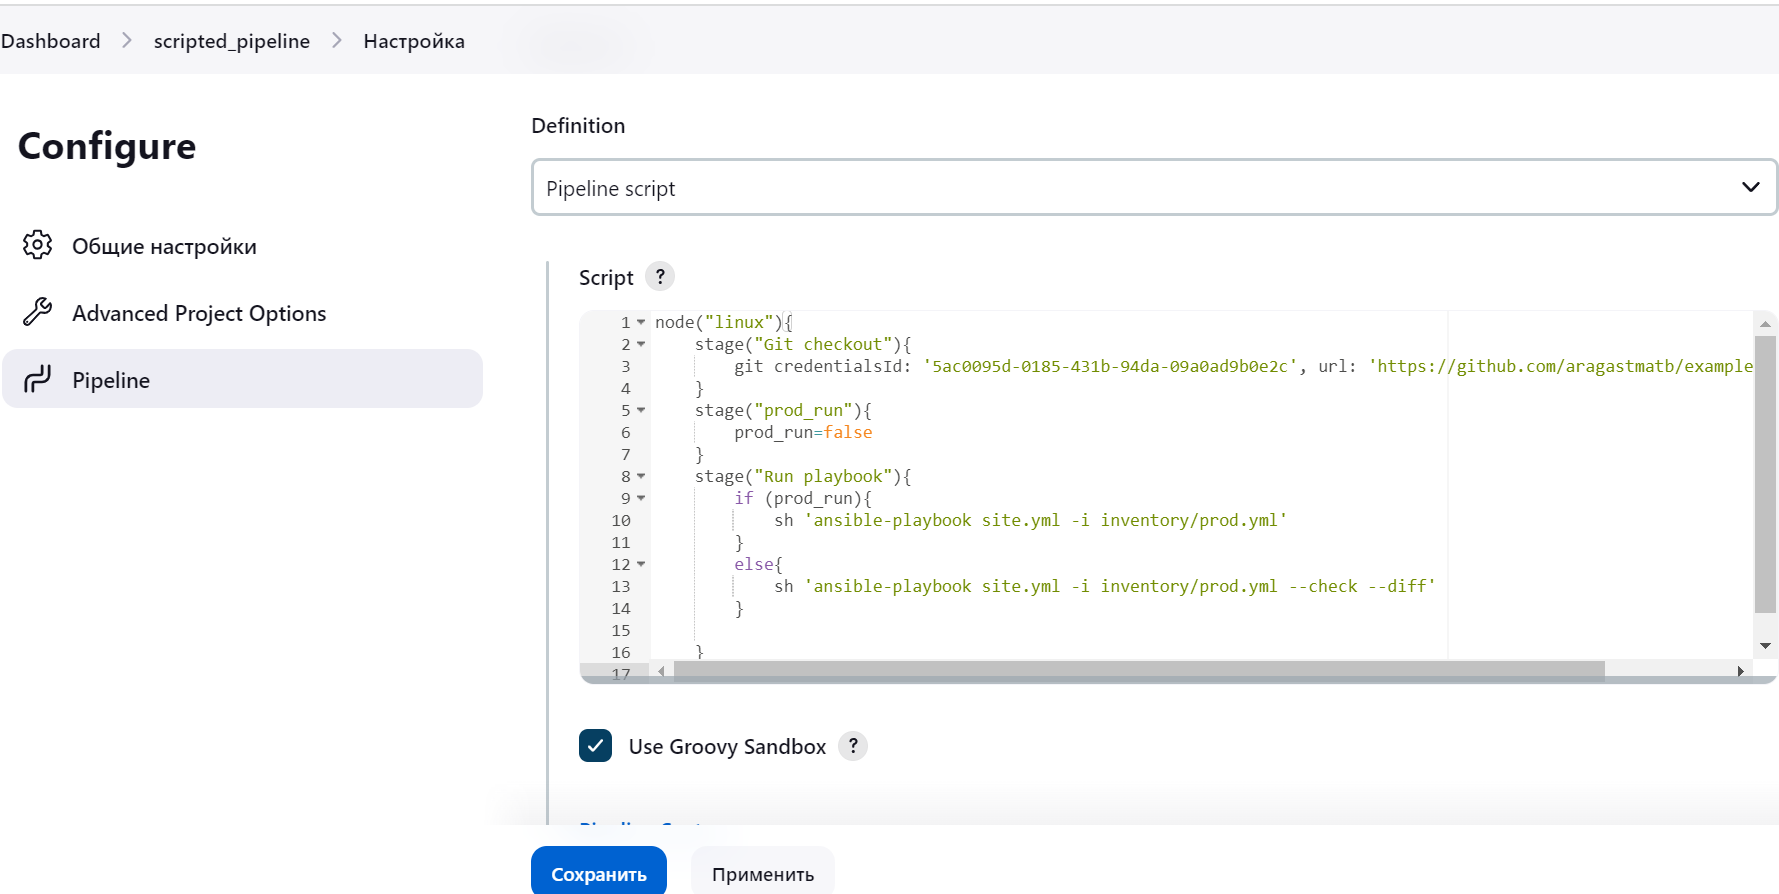 Dashboard > scripted_pipeline > Настройка
Configure
Общие настройки
Advanced Project Options
Pipeline
Definition
Pipeline script
Script ?
1 node("linux"){
2 stage("Git checkout"){
3 git credentialsId: '5ac0095d-0185-431b-94da-09a0ad9b0e2c', url: 'https://github.com/aragastmatb/example
4 }
5 stage("prod_run"){
6 prod_run=false
7 }
8 stage("Run playbook"){
9 if (prod_run){
10 sh 'ansible-playbook site.yml -i inventory/prod.yml'
11 }
12 else{
13 sh 'ansible-playbook site.yml -i inventory/prod.yml --check --diff'
14 }
15
16 }
17
Use Groovy Sandbox ?
Сохранить
Применить